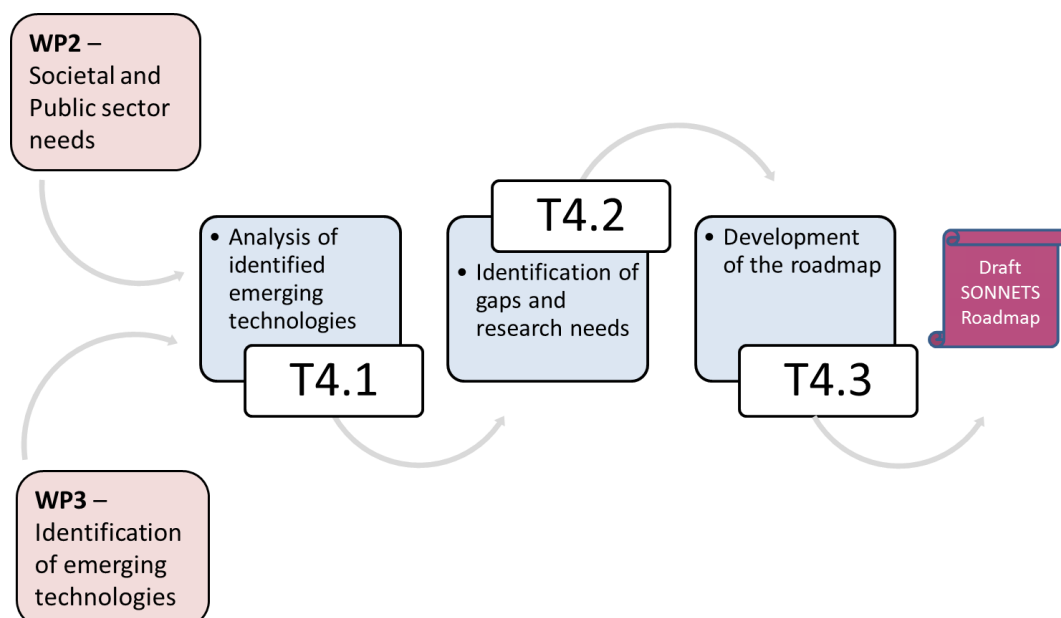 WP2 –
Societal and
Public sector
needs
• Analysis of
identified
emerging
technologies
T4.1
T4.2
• Identification of
gaps and
research needs
• Development
of the roadmap
T4.3
Draft
SONNETS
Roadmap
WP3 –
Identification
of emerging
technologies